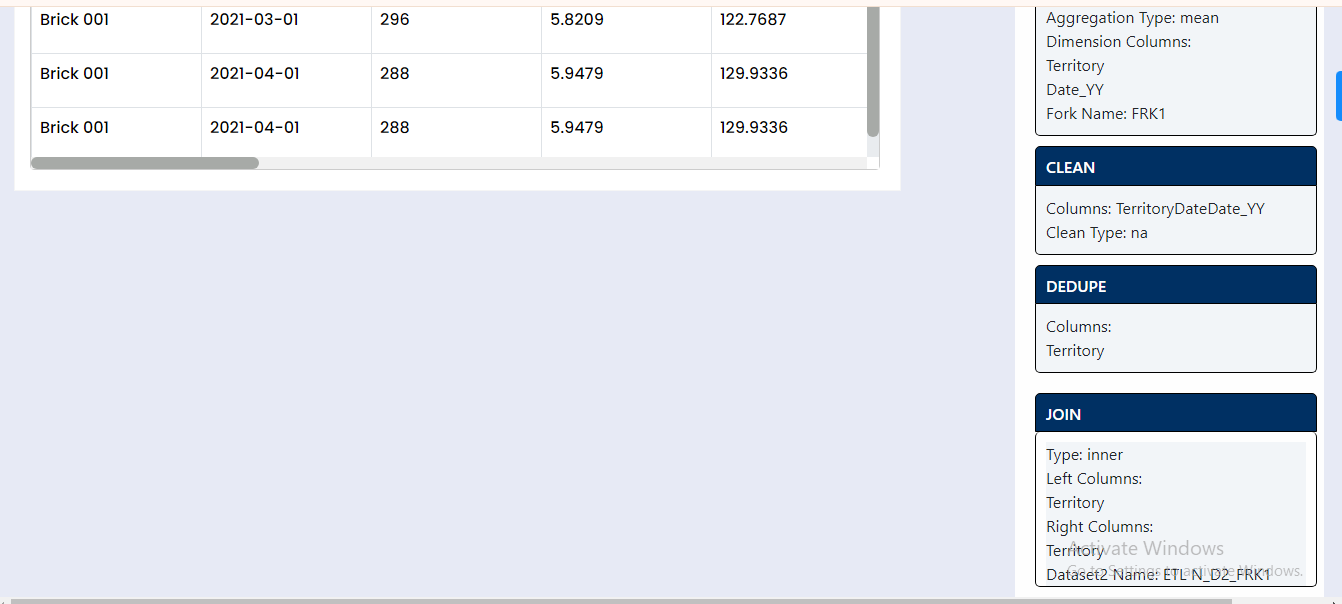 Brick 001 2021-03-01 296 5.8209 122.7687
Brick 001 2021-04-01 288 5.9479 129.9336
Brick 001 2021-04-01 288 5.9479 129.9336
Aggregation Type: mean
Dimension Columns:
Territory
Date_YY
Fork Name: FRK1
CLEAN
Columns: TerritoryDateDate_YY
Clean Type: na
DEDUPE
Columns:
Territory
JOIN
Type: inner
Left Columns:
Territory
Right Columns:
Territory
Dataset2 Name: ETL N_D2_FRK1
Activate Windows
Go to Settings to activate Windows.